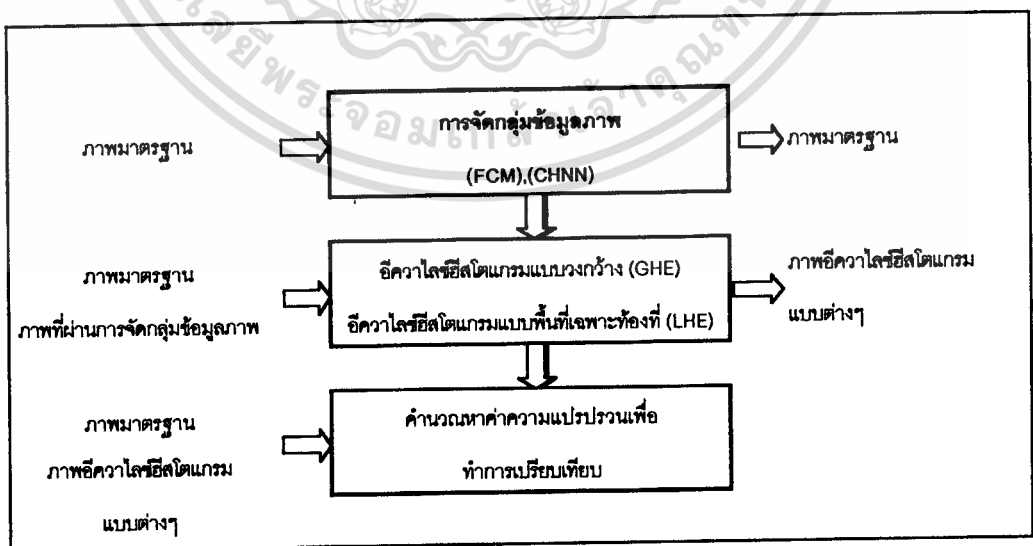 การจัดกลุ่มข้อมูลภาพ
(FCM),(CHNN)
ภาพมาตรฐาน
ภาพมาตรฐาน
อีควาไลซ์ฮีสโตแกรมแบบวงกว้าง (GHE)
อีควาไลซ์ฮีสโตแกรมแบบพื้นที่เฉพาะท้องที่ (LHE)
ภาพมาตรฐาน
ภาพที่ผ่านการจัดกลุ่มข้อมูลภาพ
ภาพอีควาไลซ์ฮีสโตแกรม
แบบต่างๆ
คำนวณหาค่าความแปรปรวนเพื่อ
ทำการเปรียบเทียบ
ภาพมาตรฐาน
ภาพอีควาไลซ์ฮีสโตแกรม
แบบต่างๆ